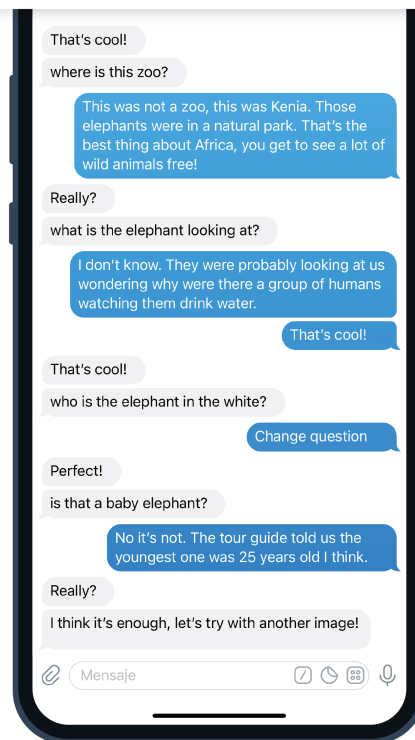 That's cool!
where is this zoo?
This was not a zoo, this was Kenia. Those
elephants were in a natural park. That's the
best thing about Africa, you get to see a lot of
wild animals free!
Really?
what is the elephant looking at?
I don't know. They were probably looking at us
wondering why were there a group of humans
watching them drink water.
That's cool!
That's cool!
who is the elephant in the white?
Change question
Perfect!
is that a baby elephant?
No it's not. The tour guide told us the
youngest one was 25 years old I think.
Really?
I think it's enough, let's try with another image!
Mensaje